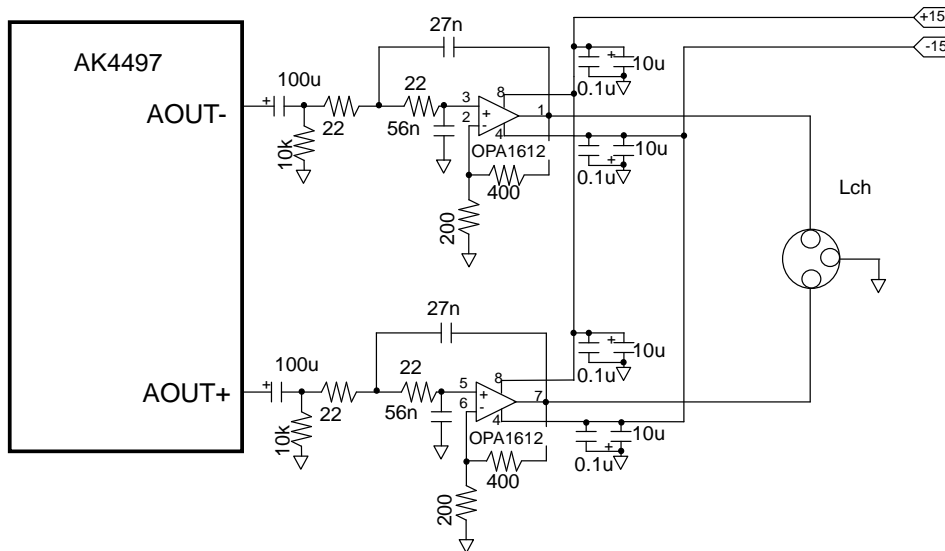 +15
-15
27n
AK4497
100u
22
AOUT-
22
10k
56n
3
2
8
1
4
0.1u
10u
OPA1612
400
200
0.1u
10u
Lch
27n
100u
22
AOUT+
22
10k
56n
5
6
8
7
4
0.1u
10u
OPA1612
400
200
0.1u
10u
+
+
+
+
+
+
+
-
+
-